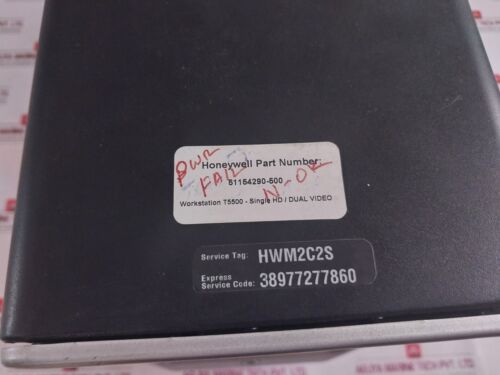 Honeywell Part Number:
51154290-500
Workstation T5500 - Single HD / DUAL VIDEO
PWR
FAIL
N-OK
Service Tag: HWM2C2S
Express
Service Code: 38977277860